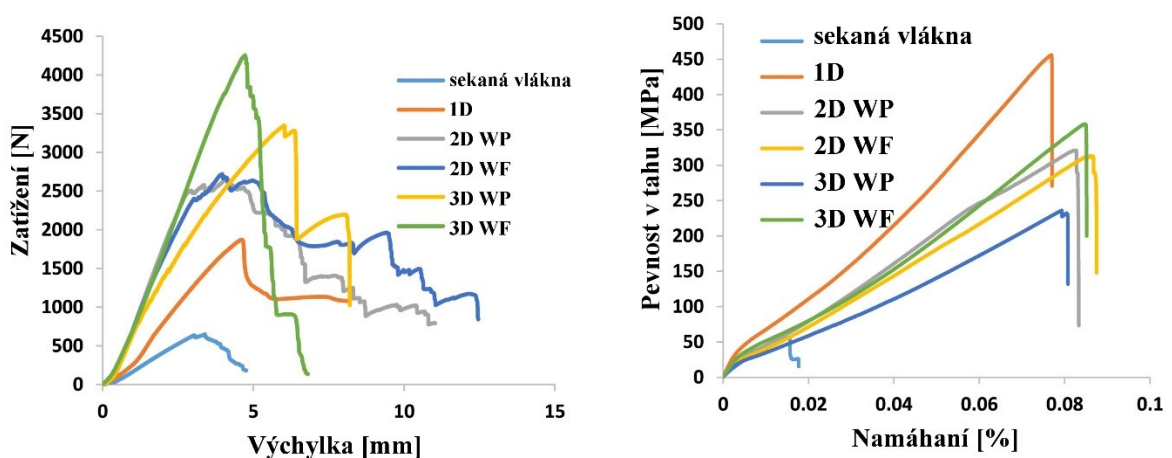 4500
4000
3500
3000
2500
2000
1500
1000
500
0
Zatížení [N]
0 5 10 15
Výchylka [mm]
sekaná vlákna
1D
2D WP
2D WF
3D WP
3D WF
500
450
400
350
300
250
200
150
100
50
0
Pevnost v tahu [MPa]
0 0.02 0.04 0.06 0.08 0.1
Namáhaní [%]
sekaná vlákna
1D
2D WP
2D WF
3D WP
3D WF